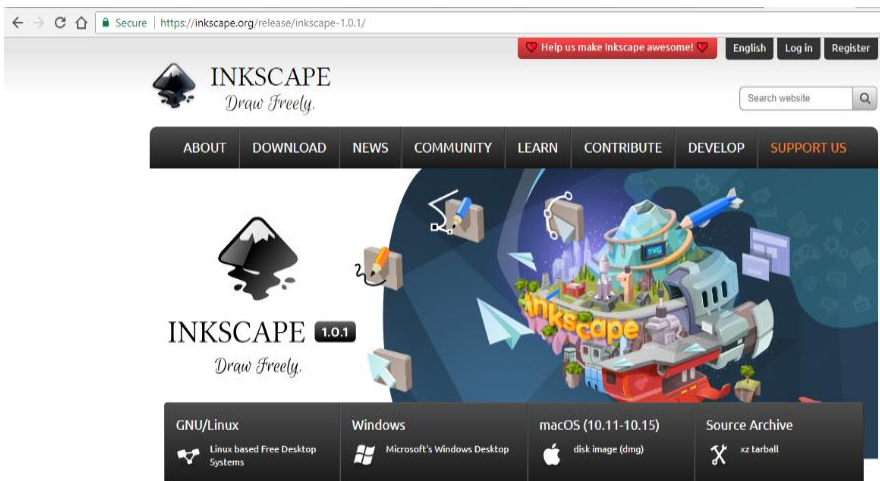 Secure | https://inkscape.org/release/inkscape-1.0.1/
Help us make Inkscape awesome!
English Log in Register
INKSCAPE
Draw Freely.
Search website
ABOUT DOWNLOAD NEWS COMMUNITY LEARN CONTRIBUTE DEVELOP SUPPORT US
SVG
inkscape
INKSCAPE 1.0.1
Draw Freely.
GNU/Linux
Linux based Free Desktop
Systems
Windows
Microsoft's Windows Desktop
macOS (10.11-10.15)
disk image (dmg)
Source Archive
xz tarball